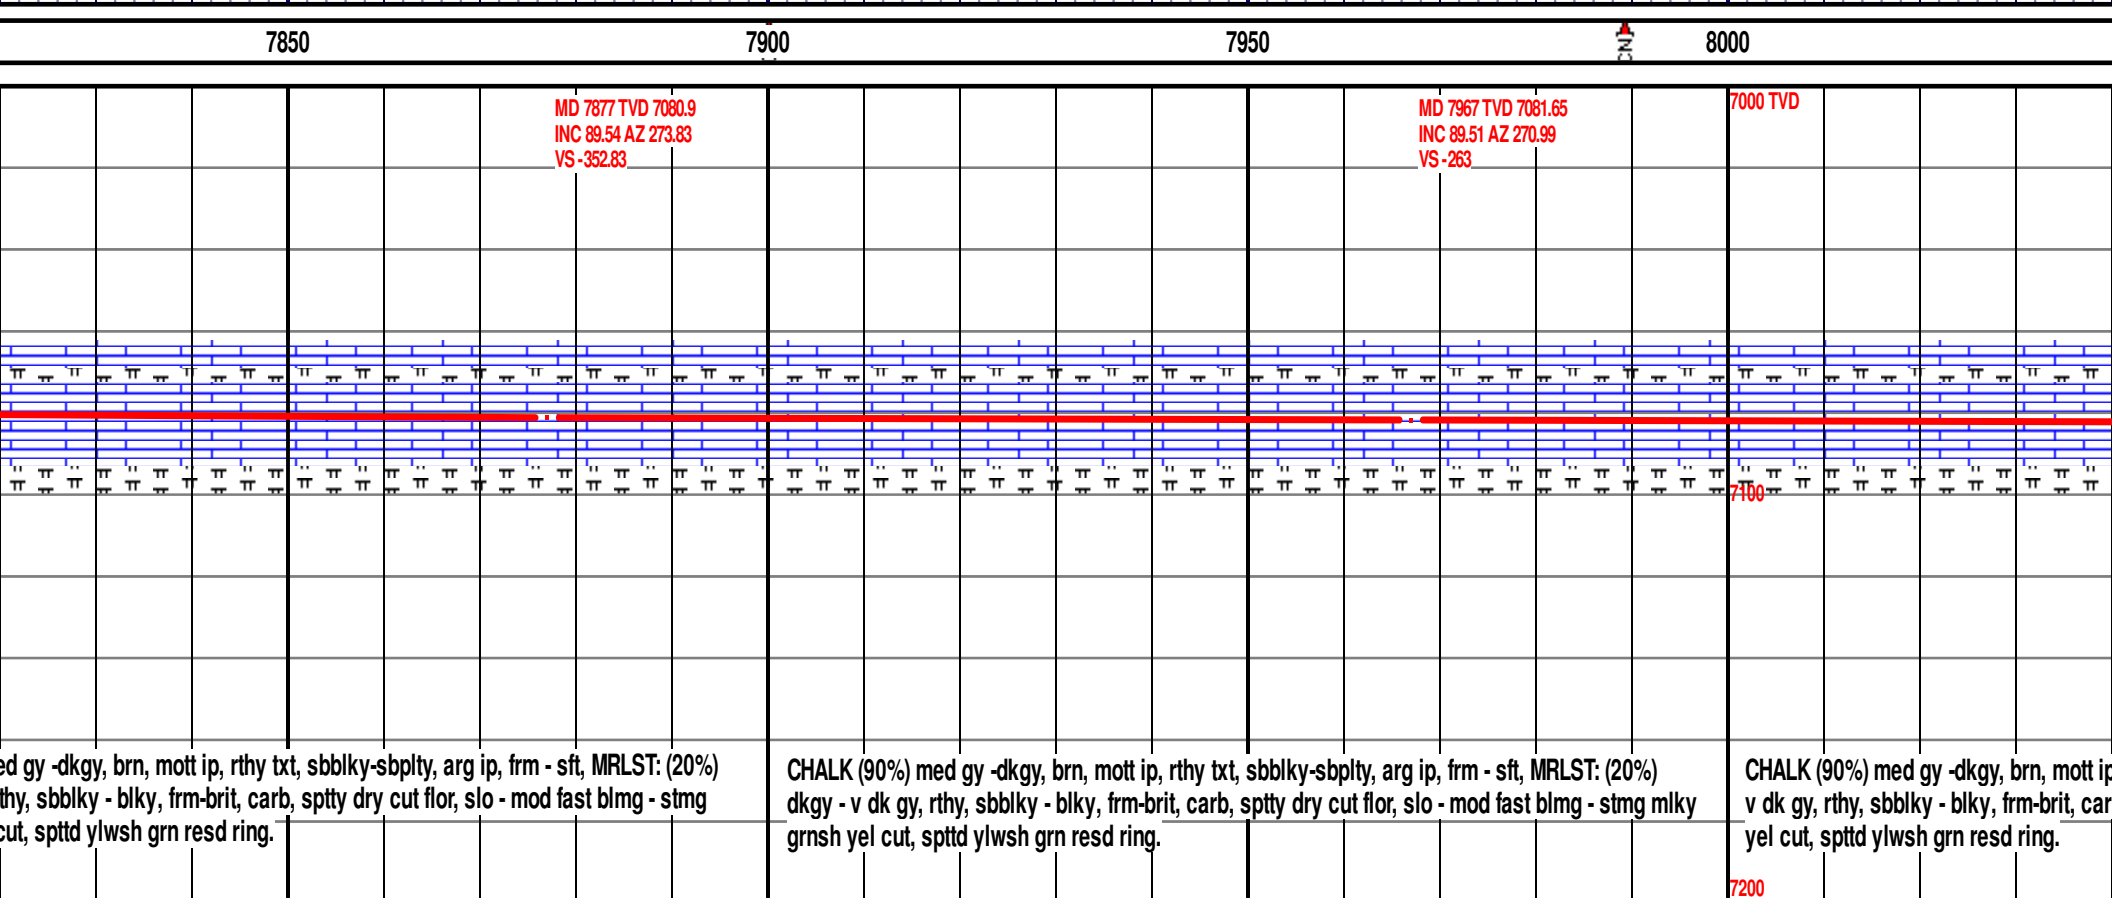 7850 7900 7950 8000
CN
MD 7877 TVD 7080.9
INC 89.54 AZ 273.83
VS -352.83
MD 7967 TVD 7081.65
INC 89.51 AZ 270.99
VS -263
7000 TVD
7100
ed gy -dkgy, brn, mott ip, rthy txt, sbblky-sbplty, arg ip, frm - sft, MRLST: (20%)
thy, sbblky - blky, frm-brit, carb, sptty dry cut flor, slo - mod fast blmg - stmg
cut, spttd ylwsh grn resd ring.
CHALK (90%) med gy -dkgy, brn, mott ip, rthy txt, sbblky-sbplty, arg ip, frm - sft, MRLST: (20%)
dkgy - v dk gy, rthy, sbblky - blky, frm-brit, carb, sptty dry cut flor, slo - mod fast blmg - stmg mlky
grnsh yel cut, spttd ylwsh grn resd ring.
CHALK (90%) med gy -dkgy, brn, mott ip
v dk gy, rthy, sbblky - blky, frm-brit, car
yel cut, spttd ylwsh grn resd ring.
7200